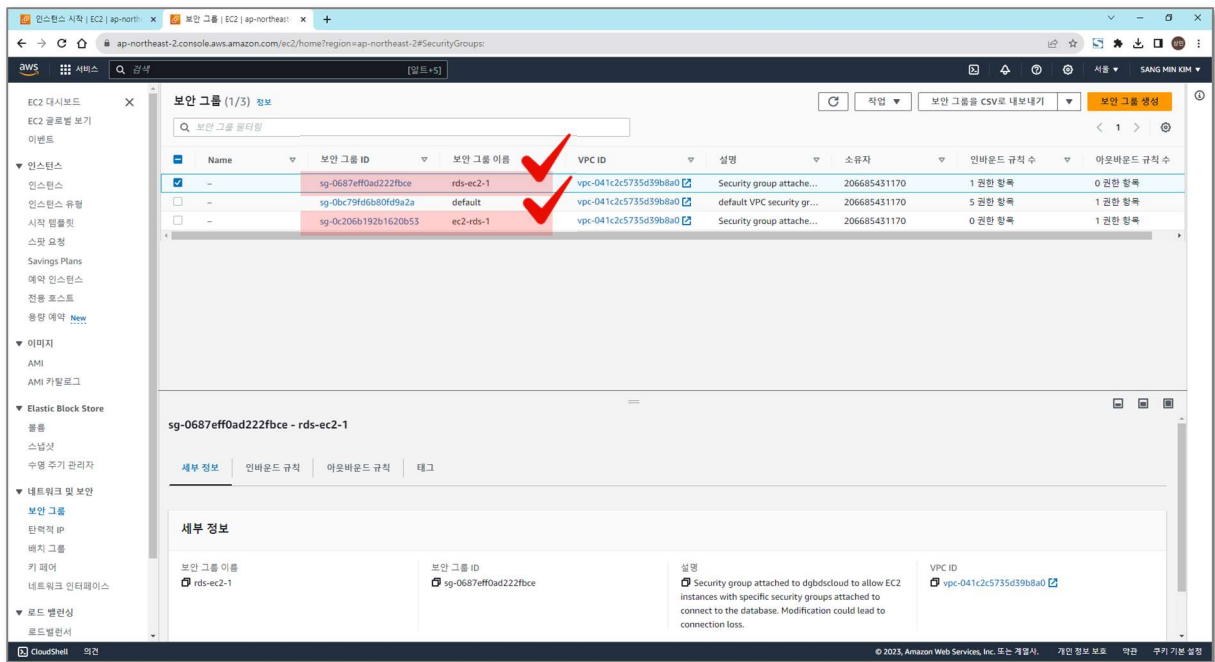 인스턴스 시작 | EC2 | ap-north
보안 그룹 | EC2 | ap-northeast-
ap-northeast-2.console.aws.amazon.com/ec2/home?region=ap-northeast-2#SecurityGroups:
aws 서비스 검색 [알트+S] 서울 ▼ SANG MIN KIM ▼
EC2 대시보드
EC2 글로벌 보기
이벤트
▼ 인스턴스
인스턴스
인스턴스 유형
시작 템플릿
스팟 요청
Savings Plans
예약 인스턴스
전용 호스트
용량 예약 New
▼ 이미지
AMI
AMI 카탈로그
▼ Elastic Block Store
볼륨
스냅샷
수명 주기 관리자
▼ 네트워크 및 보안
보안 그룹
탄력적 IP
배치 그룹
키 페어
네트워크 인터페이스
▼ 로드 밸런싱
로드밸런서
보안 그룹 (1/3) 정보
작업 ▼ 보안 그룹을 CSV로 내보내기 ▼ 보안 그룹 생성
보안 그룹 필터링
< 1 >
Name 보안 그룹 ID 보안 그룹 이름 VPC ID 설명 소유자 인바운드 규칙 수 아웃바운드 규칙 수
– sg-0687eff0ad222fbce rds-ec2-1 vpc-041c2c5735d39b8a0 Security group attache... 206685431170 1 권한 항목 0 권한 항목
– sg-0bc79fd6b80fd9a2a default vpc-041c2c5735d39b8a0 default VPC security gr... 206685431170 5 권한 항목 1 권한 항목
– sg-0c206b192b1620b53 ec2-rds-1 vpc-041c2c5735d39b8a0 Security group attache... 206685431170 0 권한 항목 1 권한 항목
sg-0687eff0ad222fbce - rds-ec2-1
세부 정보 인바운드 규칙 아웃바운드 규칙 태그
세부 정보
보안 그룹 이름
rds-ec2-1
보안 그룹 ID
sg-0687eff0ad222fbce
설명
Security group attached to dgbdscloud to allow EC2
instances with specific security groups attached to
connect to the database. Modification could lead to
connection loss.
VPC ID
vpc-041c2c5735d39b8a0
CloudShell 의견 © 2023, Amazon Web Services, Inc. 또는 계열사. 개인 정보 보호 약관 쿠키 기본 설정